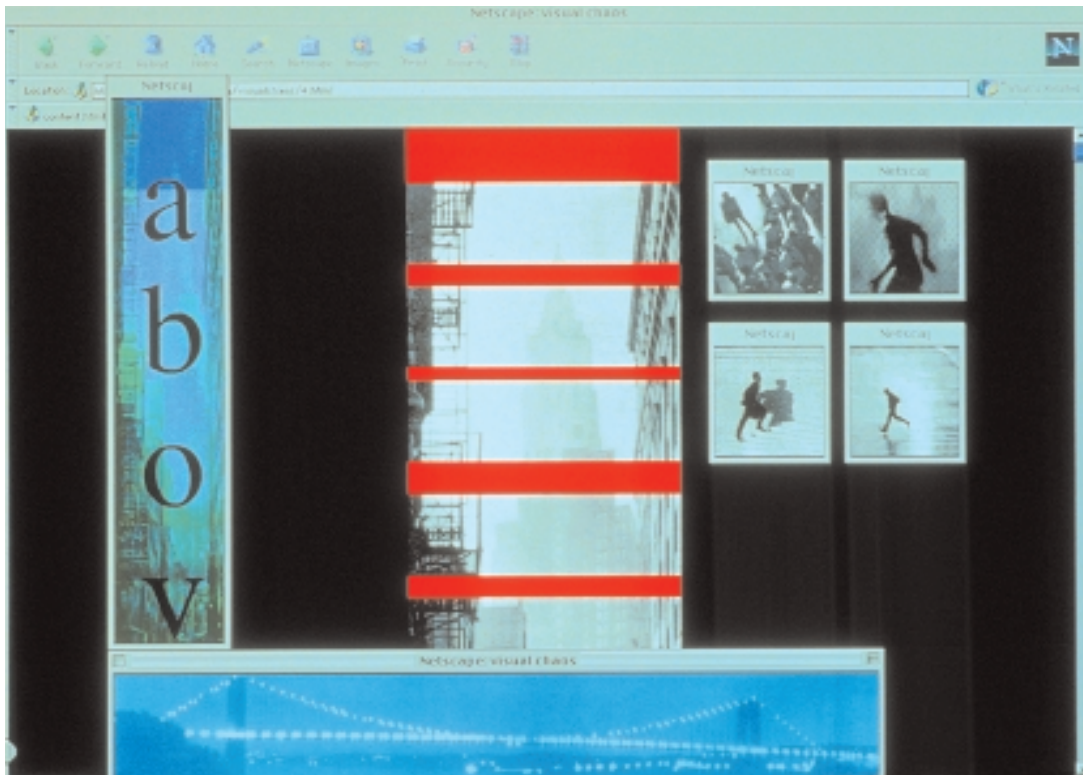 Netscape: visual chaos
Back Forward Reload Home Search Netscape Images Print Security Stop
N
Location:
Netscaj
a
b
o
v
Netscaj
Netscaj
Netscaj
Netscaj
Netscape: visual chaos